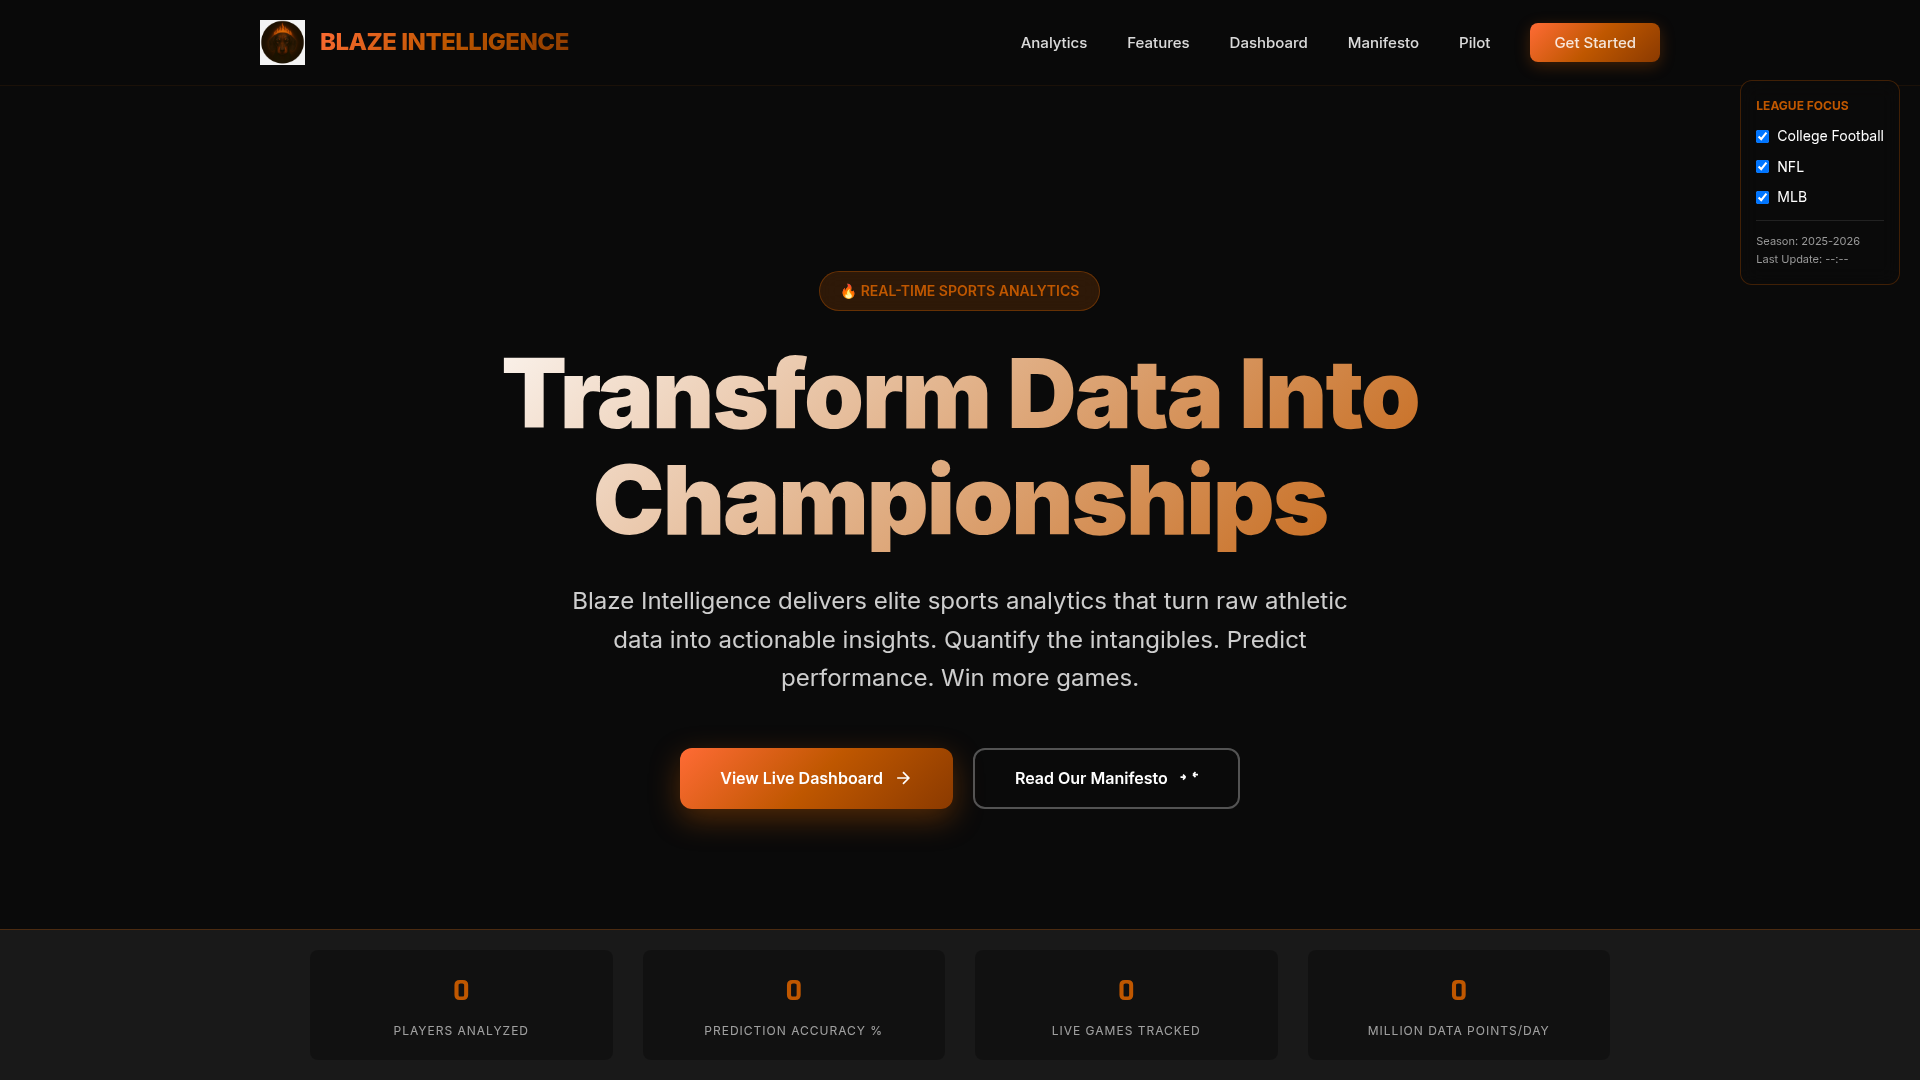 BLAZE INTELLIGENCE
Analytics
Features
Dashboard
Manifesto
Pilot
Get Started
LEAGUE FOCUS
College Football
NFL
MLB
Season: 2025-2026
Last Update: --:--
🔥 REAL-TIME SPORTS ANALYTICS
Transform Data Into
Championships
Blaze Intelligence delivers elite sports analytics that turn raw athletic
data into actionable insights. Quantify the intangibles. Predict
performance. Win more games.
View Live Dashboard →
Read Our Manifesto
0
PLAYERS ANALYZED
0
PREDICTION ACCURACY %
0
LIVE GAMES TRACKED
0
MILLION DATA POINTS/DAY